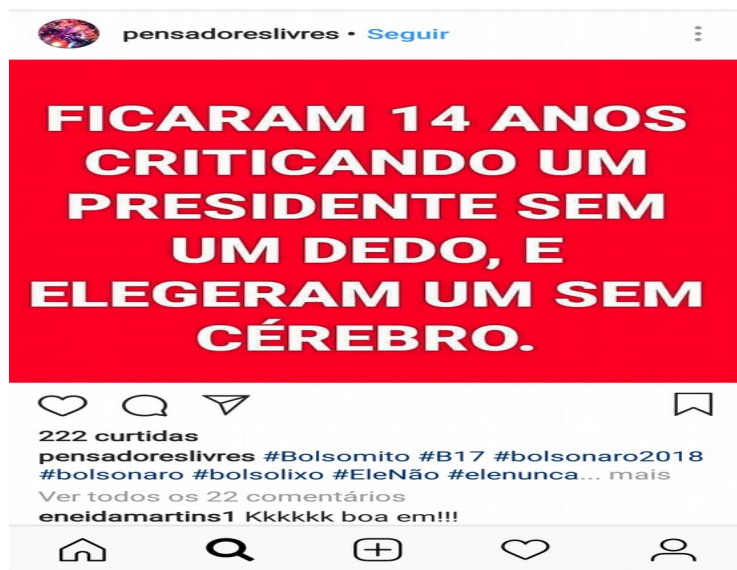 pensadoreslivres • Seguir
FICARAM 14 ANOS
CRITICANDO UM
PRESIDENTE SEM
UM DEDO, E
ELEGERAM UM SEM
CÉREBRO.
222 curtidas
pensadoreslivres #Bolsomito #B17 #bolsonaro2018
#bolsonaro #bolsolixo #EleNão #elenunca... mais
Ver todos os 22 comentários
eneidamartins1 Kkkkkk boa em!!!